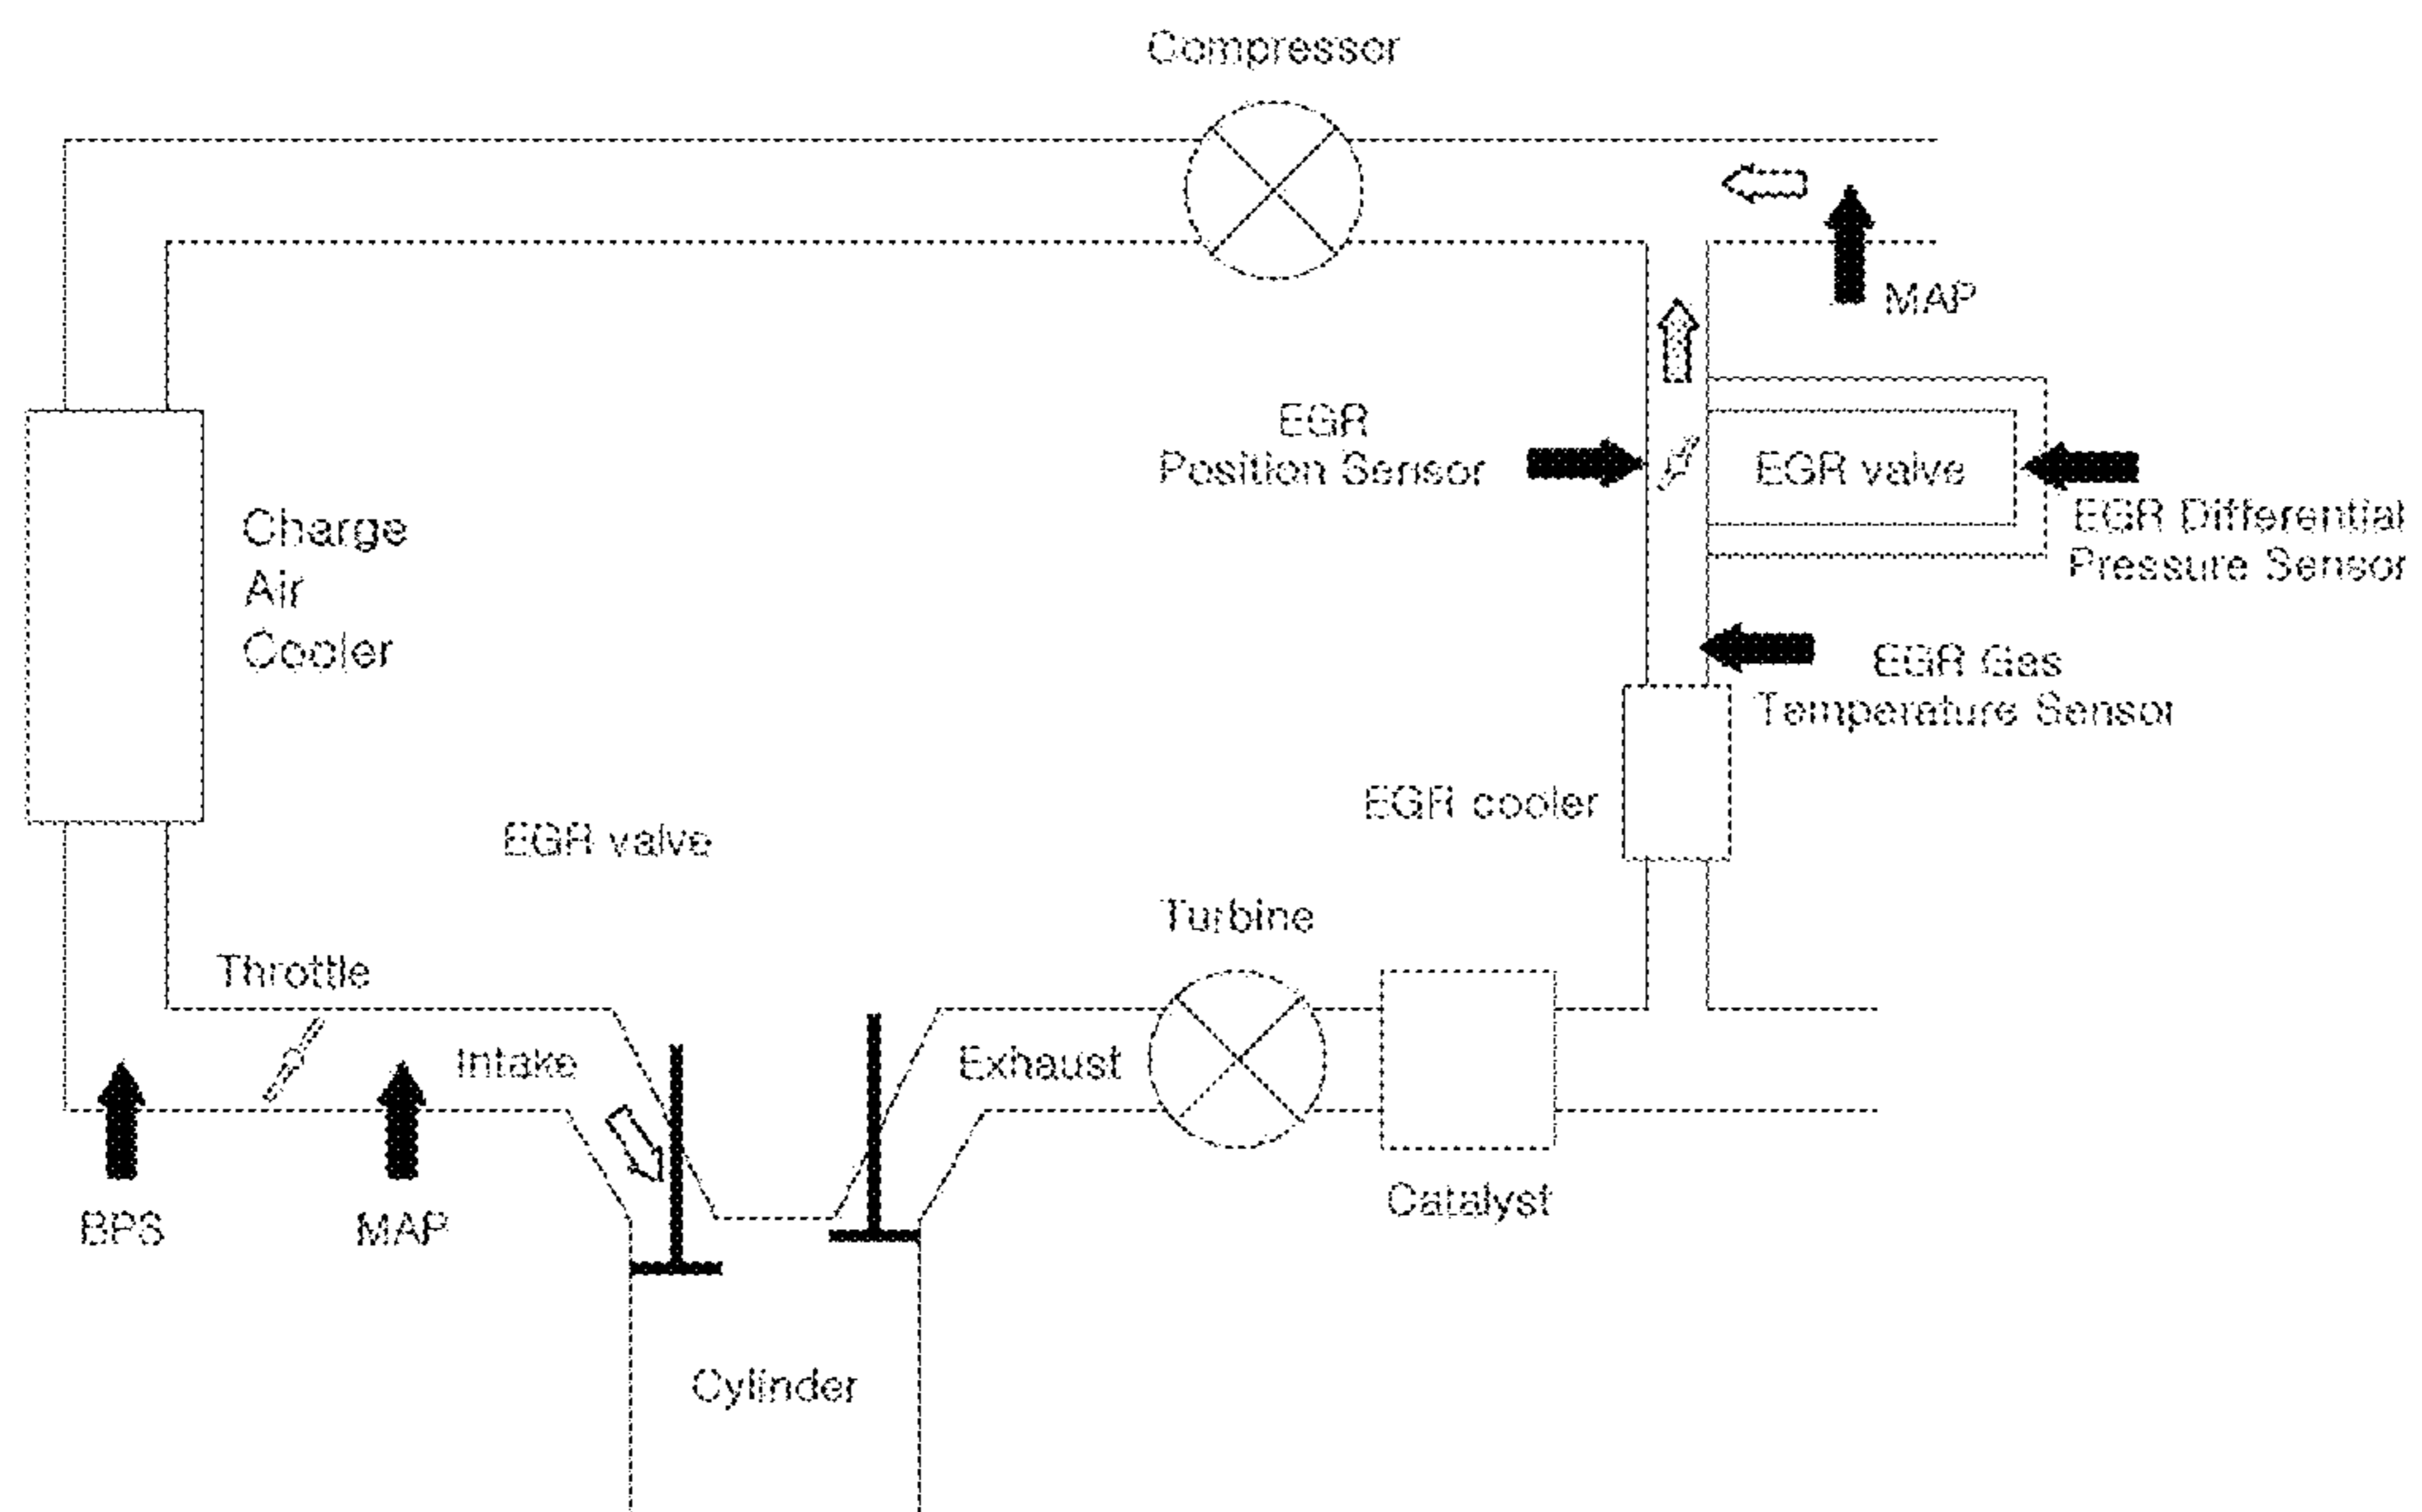 Compressor
MAP
EGR
Position Sensor
EGR valve
EGR Differential
Pressure Sensor
Charge
Air
Cooler
EGR Gas
Temperature Sensor
EGR cooler
EGR valve
Turbine
Throttle
Intake
Exhaust
BPS
MAP
Catalyst
Cylinder